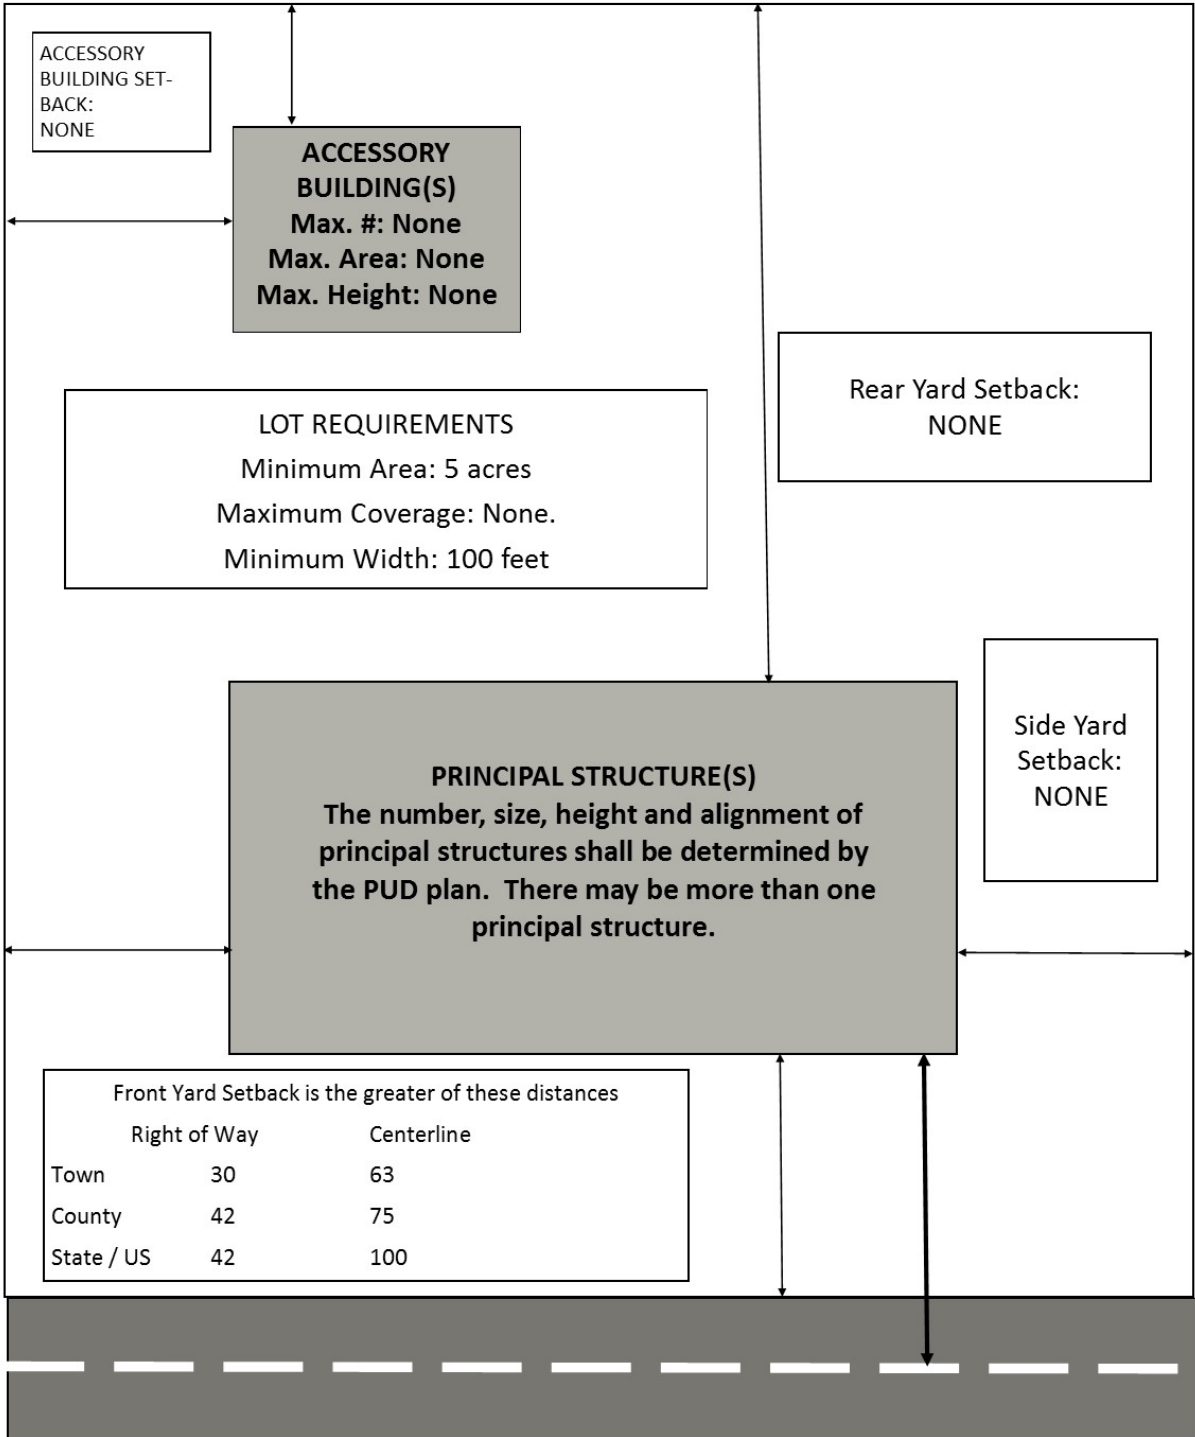 ACCESSORY
BUILDING SET-
BACK:
NONE
ACCESSORY
BUILDING(S)
Max. #: None
Max. Area: None
Max. Height: None
Rear Yard Setback:
NONE
LOT REQUIREMENTS
Minimum Area: 5 acres
Maximum Coverage: None.
Minimum Width: 100 feet
Side Yard
Setback:
NONE
PRINCIPAL STRUCTURE(S)
The number, size, height and alignment of
principal structures shall be determined by
the PUD plan.  There may be more than one
principal structure.
Front Yard Setback is the greater of these distances
Right of Way Centerline
Town 30 63
County 42 75
State / US 42 100